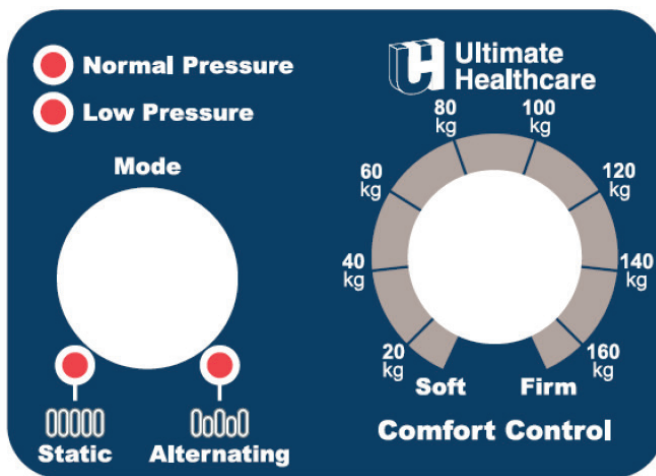 Normal Pressure
Low Pressure
Ultimate
Healthcare
Mode
80
kg
100
kg
60
kg
120
kg
40
kg
140
kg
20
kg
160
kg
Soft
Firm
Static
Alternating
Comfort Control